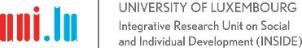 uni.lu
UNIVERSITY OF LUXEMBOURG
Integrative Research Unit on Social
and Individual Development (INSIDE)